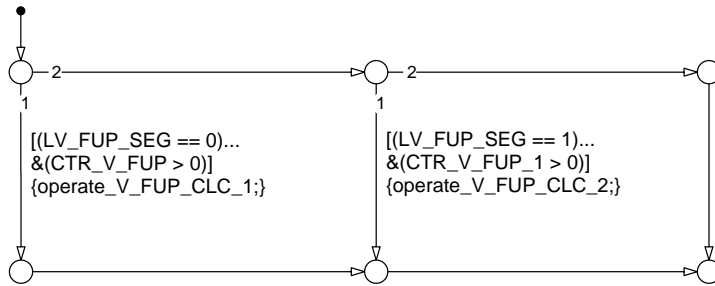 2
2
1
1
[(LV_FUP_SEG == 0)...
&(CTR_V_FUP > 0)]
{operate_V_FUP_CLC_1;}
[(LV_FUP_SEG == 1)...
&(CTR_V_FUP_1 > 0)]
{operate_V_FUP_CLC_2;}